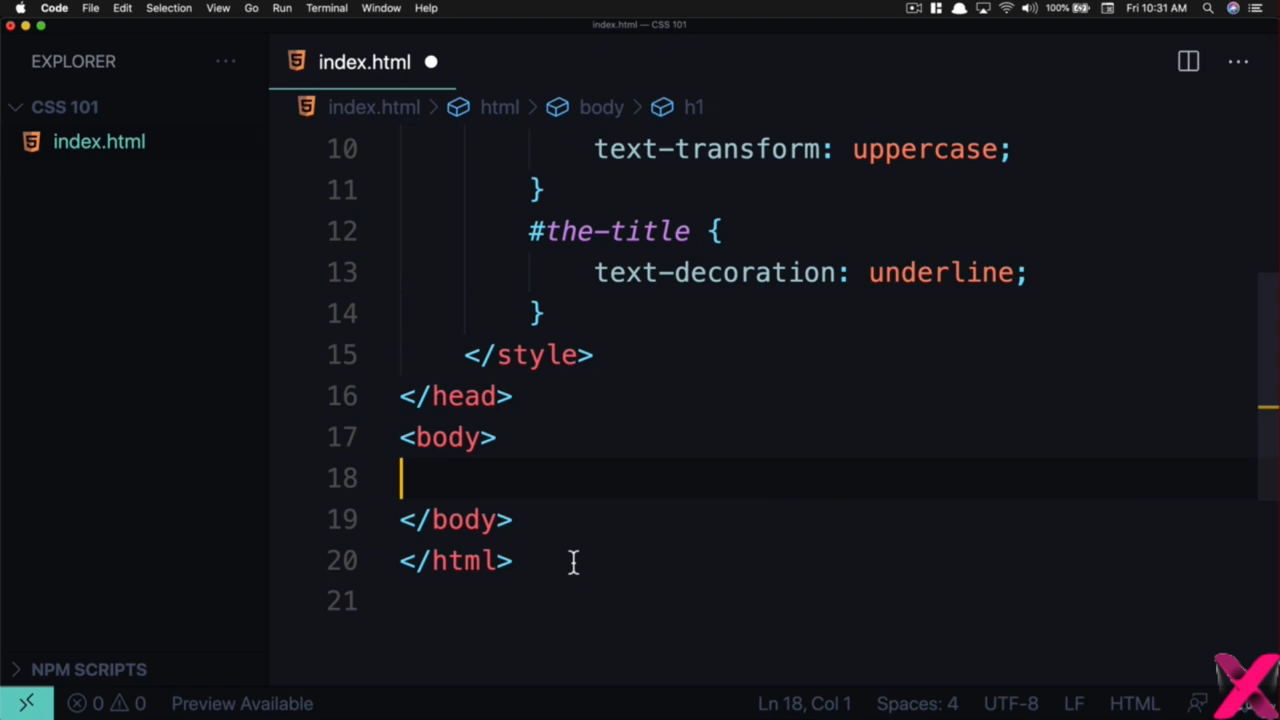 Code File Edit Selection View Go Run Terminal Window Help 100% Fri 10:31 AM
index.html — CSS 101
EXPLORER
index.html
CSS 101
index.html > html > body > h1
index.html
10 text-transform: uppercase;
11 }
12 #the-title {
13 text-decoration: underline;
14 }
15 </style>
16 </head>
17 <body>
18
19 </body>
20 </html>
21
NPM SCRIPTS
0 0 Preview Available Ln 18, Col 1 Spaces: 4 UTF-8 LF HTML